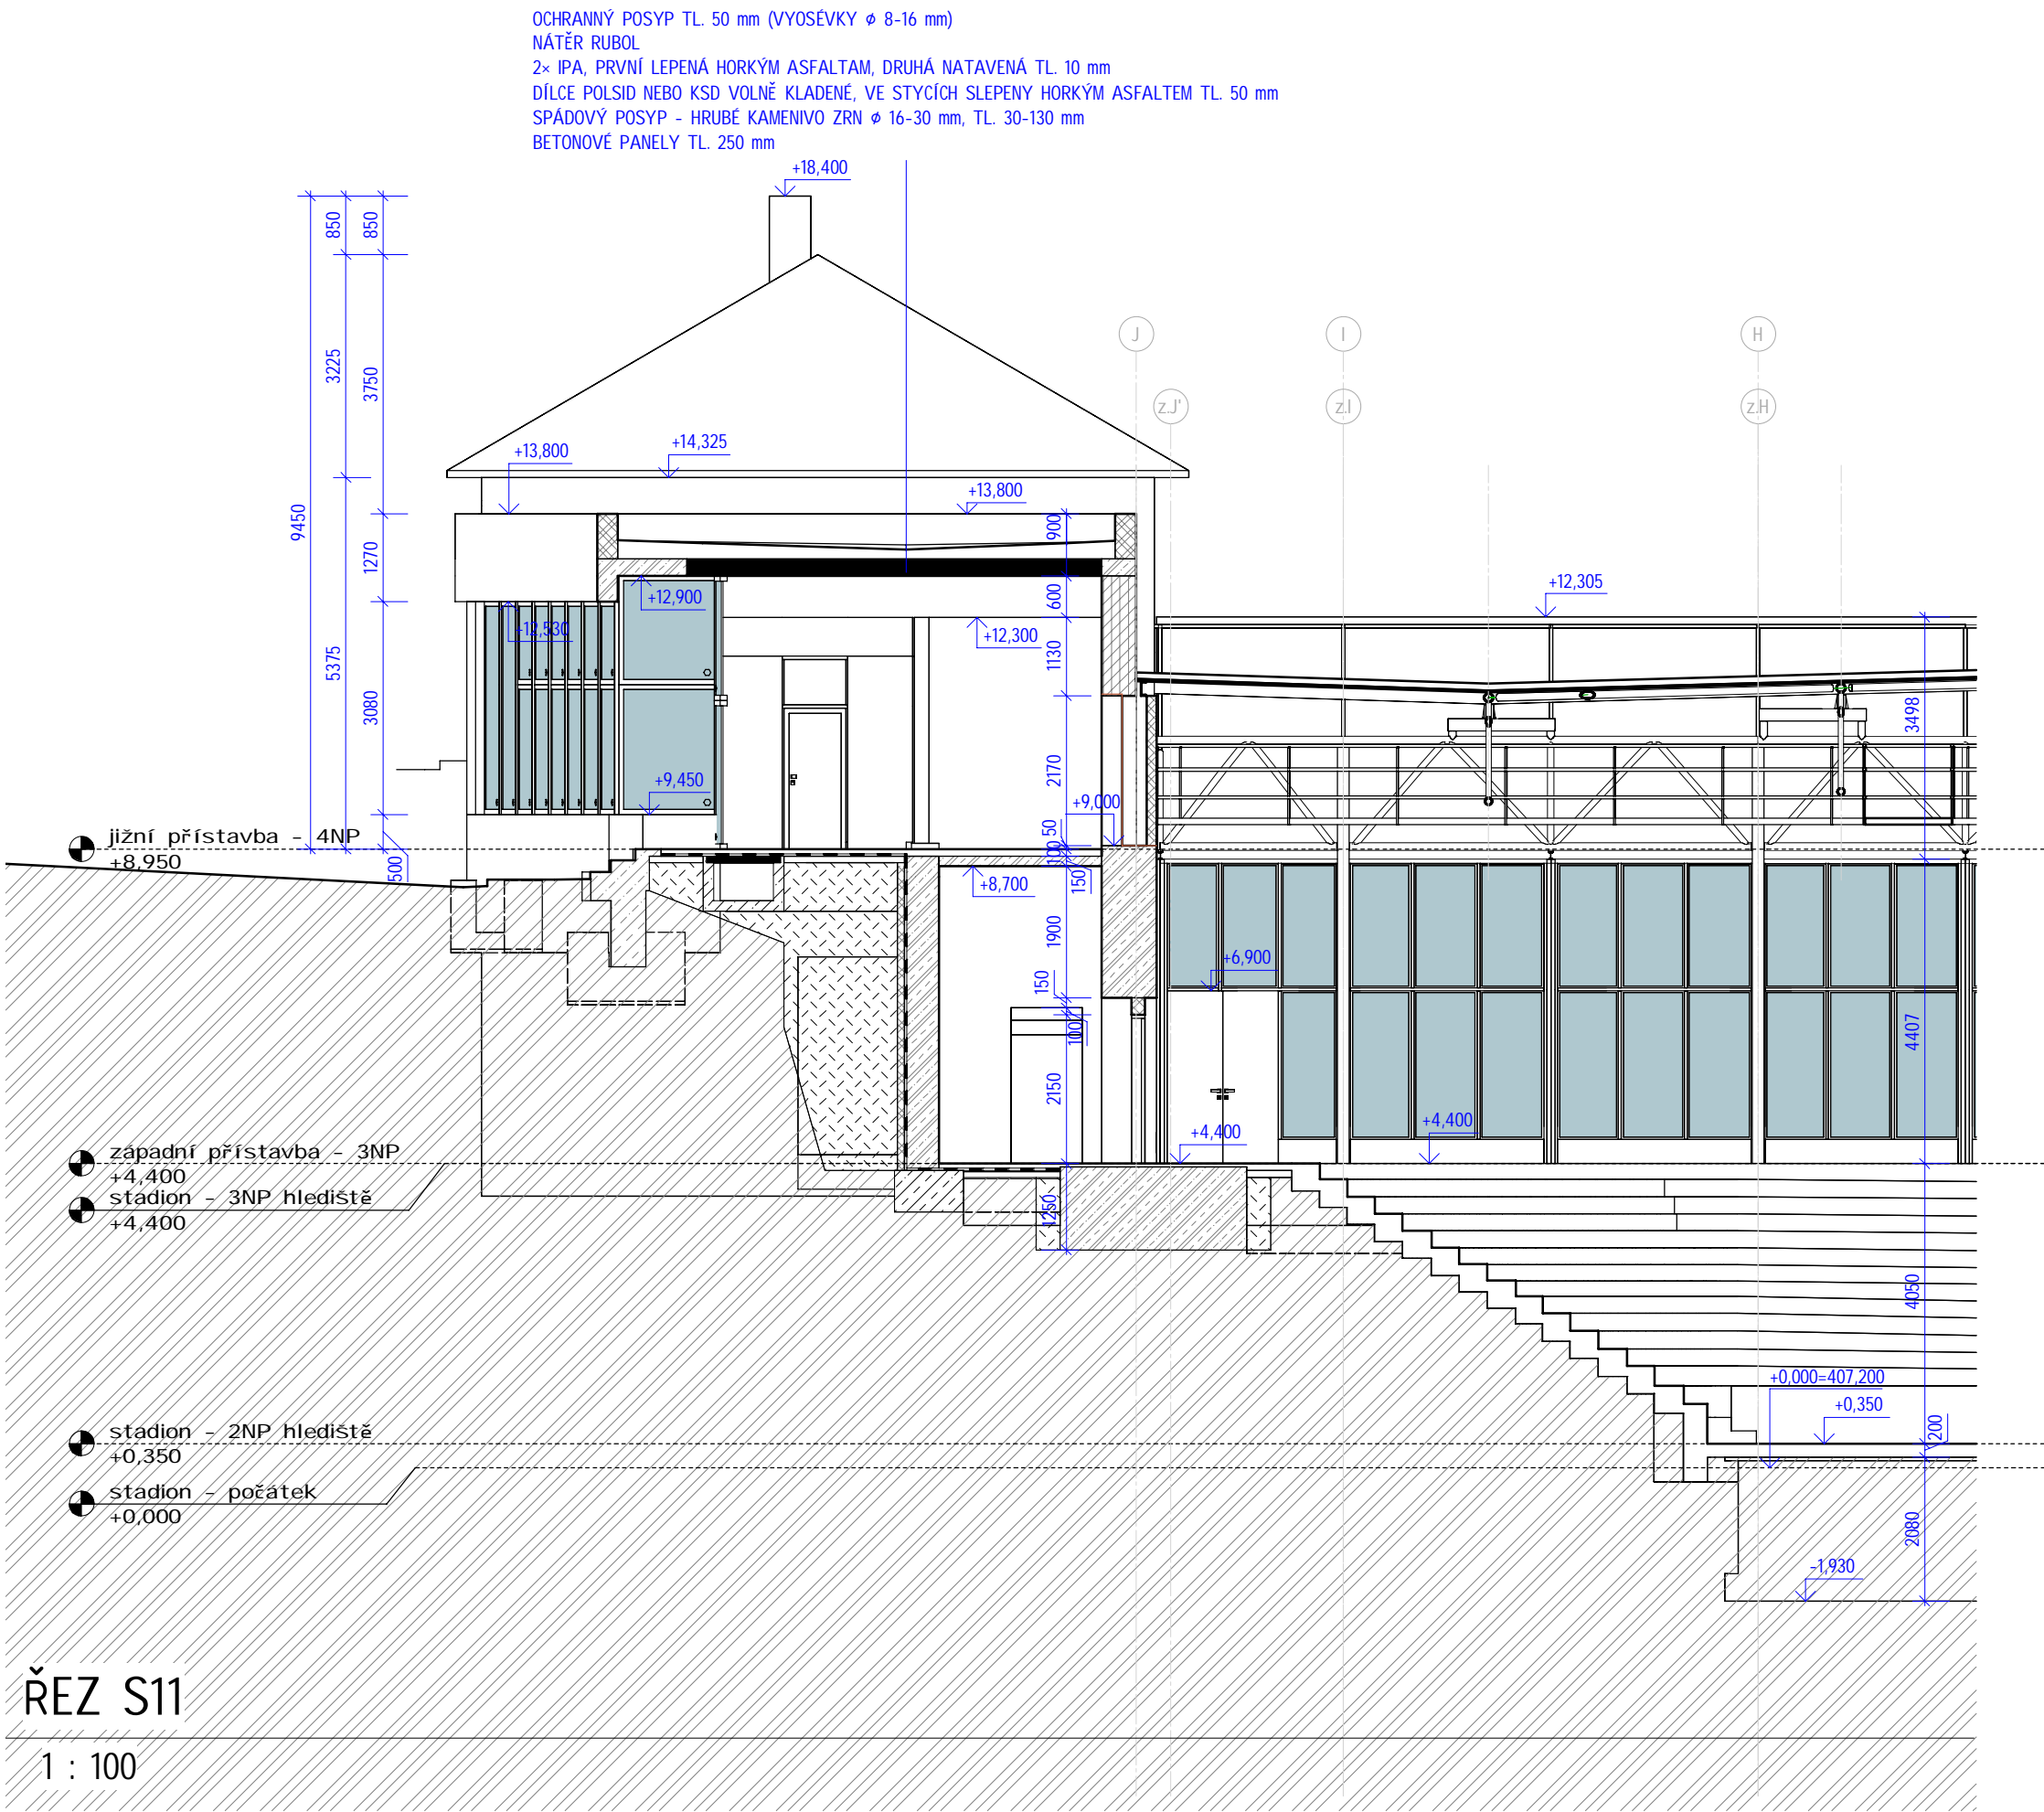 OCHRANNÝ POSYP TL. 50 mm (VYOSÉVKY ø 8-16 mm)
NÁTĚR RUBOL
2× IPA, PRVNÍ LEPENÁ HORKÝM ASFALTAM, DRUHÁ NATAVENÁ TL. 10 mm
DÍLCE POLSID NEBO KSD VOLNĚ KLADENÉ, VE STYCÍCH SLEPENY HORKÝM ASFALTEM TL. 50 mm
SPÁDOVÝ POSYP - HRUBÉ KAMENIVO ZRN ø 16-30 mm, TL. 30-130 mm
BETONOVÉ PANELY TL. 250 mm
+18,400
850
850
9450
3225
3750
5375
1270
3080
500
J
I
H
z.J'
z.I
z.H
+14,325
+13,800
+13,800
900
+12,900
+12,530
600
+12,300
1130
+12,305
3498
2170
+9,450
+9,000
50
100
150
+8,700
1900
150
100
2150
1250
+6,900
4407
+4,400
+4,400
4050
+0,000=407,200
+0,350
200
2080
-1,930
jižní přístavba - 4NP
+8,950
západní přístavba - 3NP
+4,400
stadion - 3NP hlediště
+4,400
stadion - 2NP hlediště
+0,350
stadion - počátek
+0,000
ŘEZ S11
1 : 100